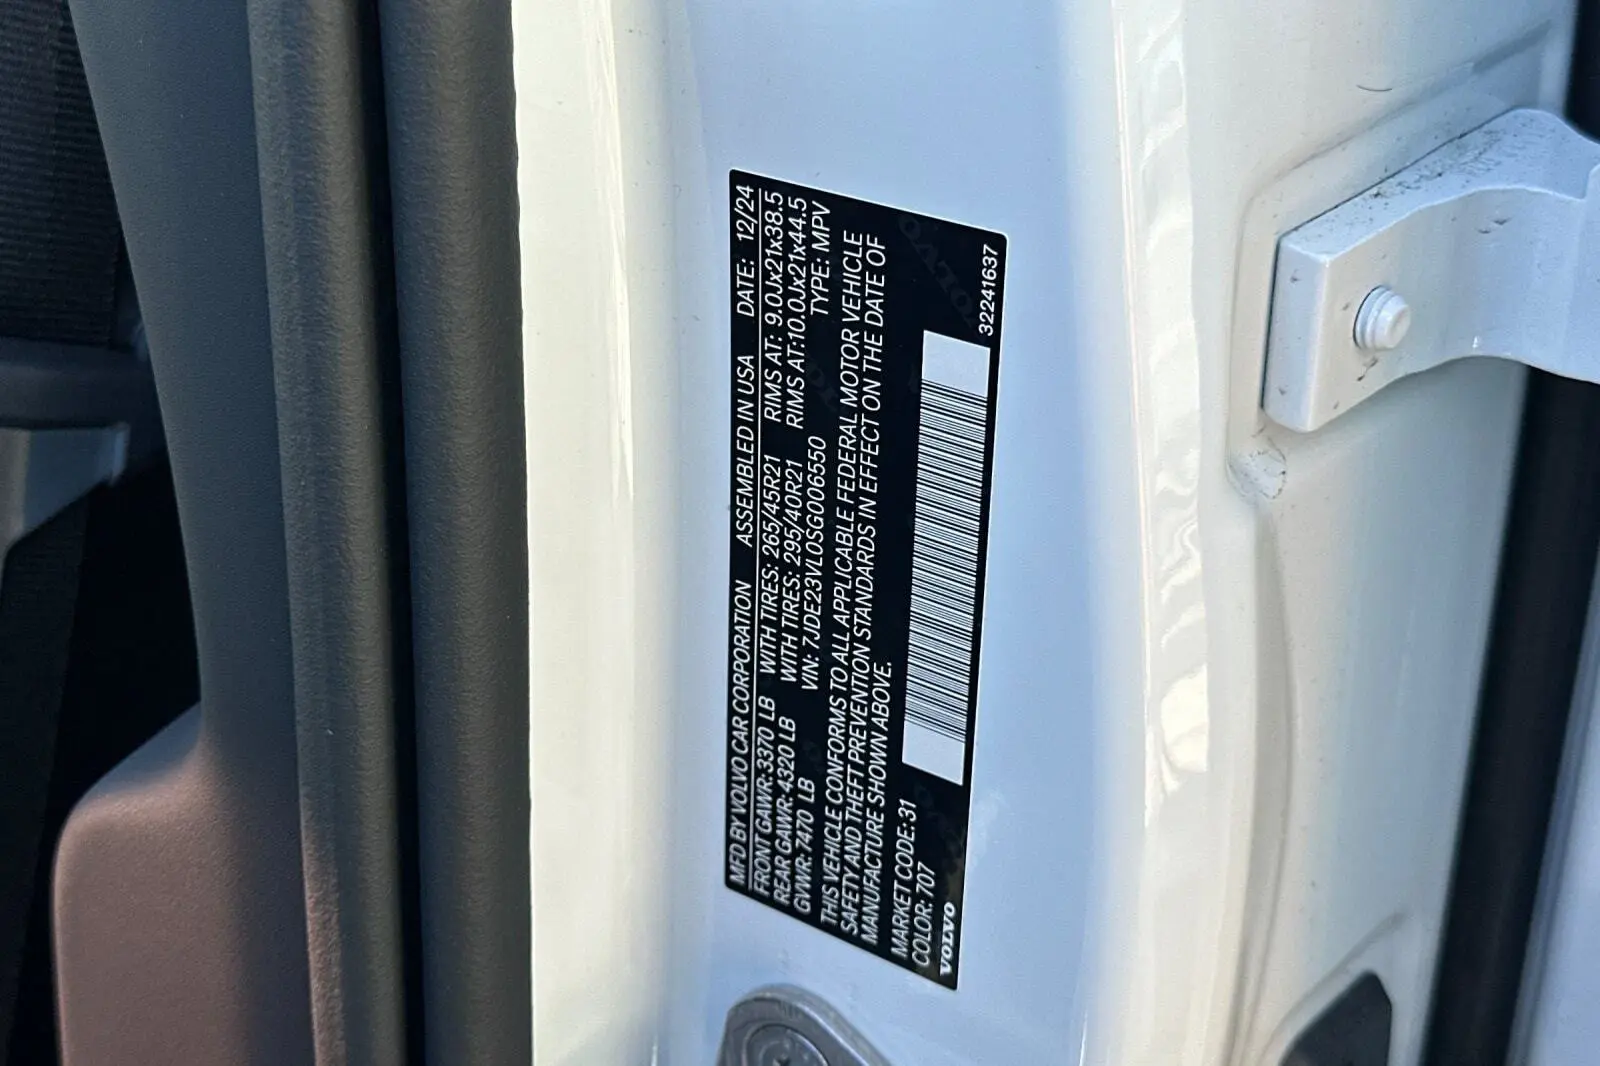 MFD BY VOLVO CAR CORPORATION ASSEMBLED IN USA DATE: 12/24
FRONT GAWR:3370 LB WITH TIRES: 265/45R21 RIMS AT: 9.0Jx21x38.5
REAR GAWR:4320 LB WITH TIRES: 295/40R21 RIMS AT:10.0Jx21x44.5
GVWR: 7470 LB VIN: 7JDE23VL0SG006550 TYPE: MPV
THIS VEHICLE CONFORMS TO ALL APPLICABLE FEDERAL MOTOR VEHICLE
SAFETY AND THEFT PREVENTION STANDARDS IN EFFECT ON THE DATE OF
MANUFACTURE SHOWN ABOVE.
MARKET CODE:31
COLOR: 707
VOLVO
32241637